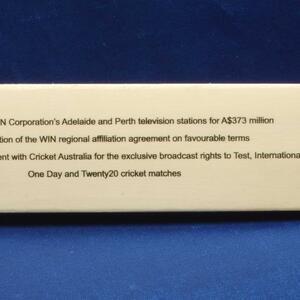 N Corporation's Adelaide and Perth television stations for A$373 million
tion of the WIN regional affiliation agreement on favourable terms
ent with Cricket Australia for the exclusive broadcast rights to Test, Internationa
One Day and Twenty20 cricket matches